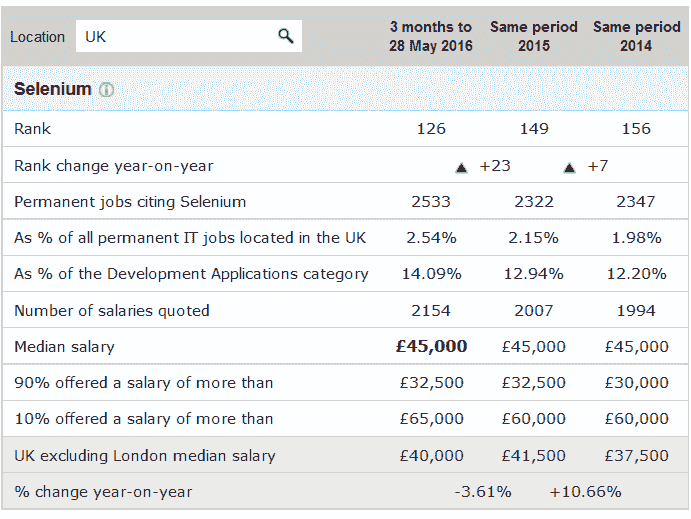 Location UK 3 months to 28 May 2016 Same period 2015 Same period 2014
Selenium
Rank 126 149 156
Rank change year-on-year ▲ +23 ▲ +7
Permanent jobs citing Selenium 2533 2322 2347
As % of all permanent IT jobs located in the UK 2.54% 2.15% 1.98%
As % of the Development Applications category 14.09% 12.94% 12.20%
Number of salaries quoted 2154 2007 1994
Median salary £45,000 £45,000 £45,000
90% offered a salary of more than £32,500 £32,500 £30,000
10% offered a salary of more than £65,000 £60,000 £60,000
UK excluding London median salary £40,000 £41,500 £37,500
% change year-on-year -3.61% +10.66%